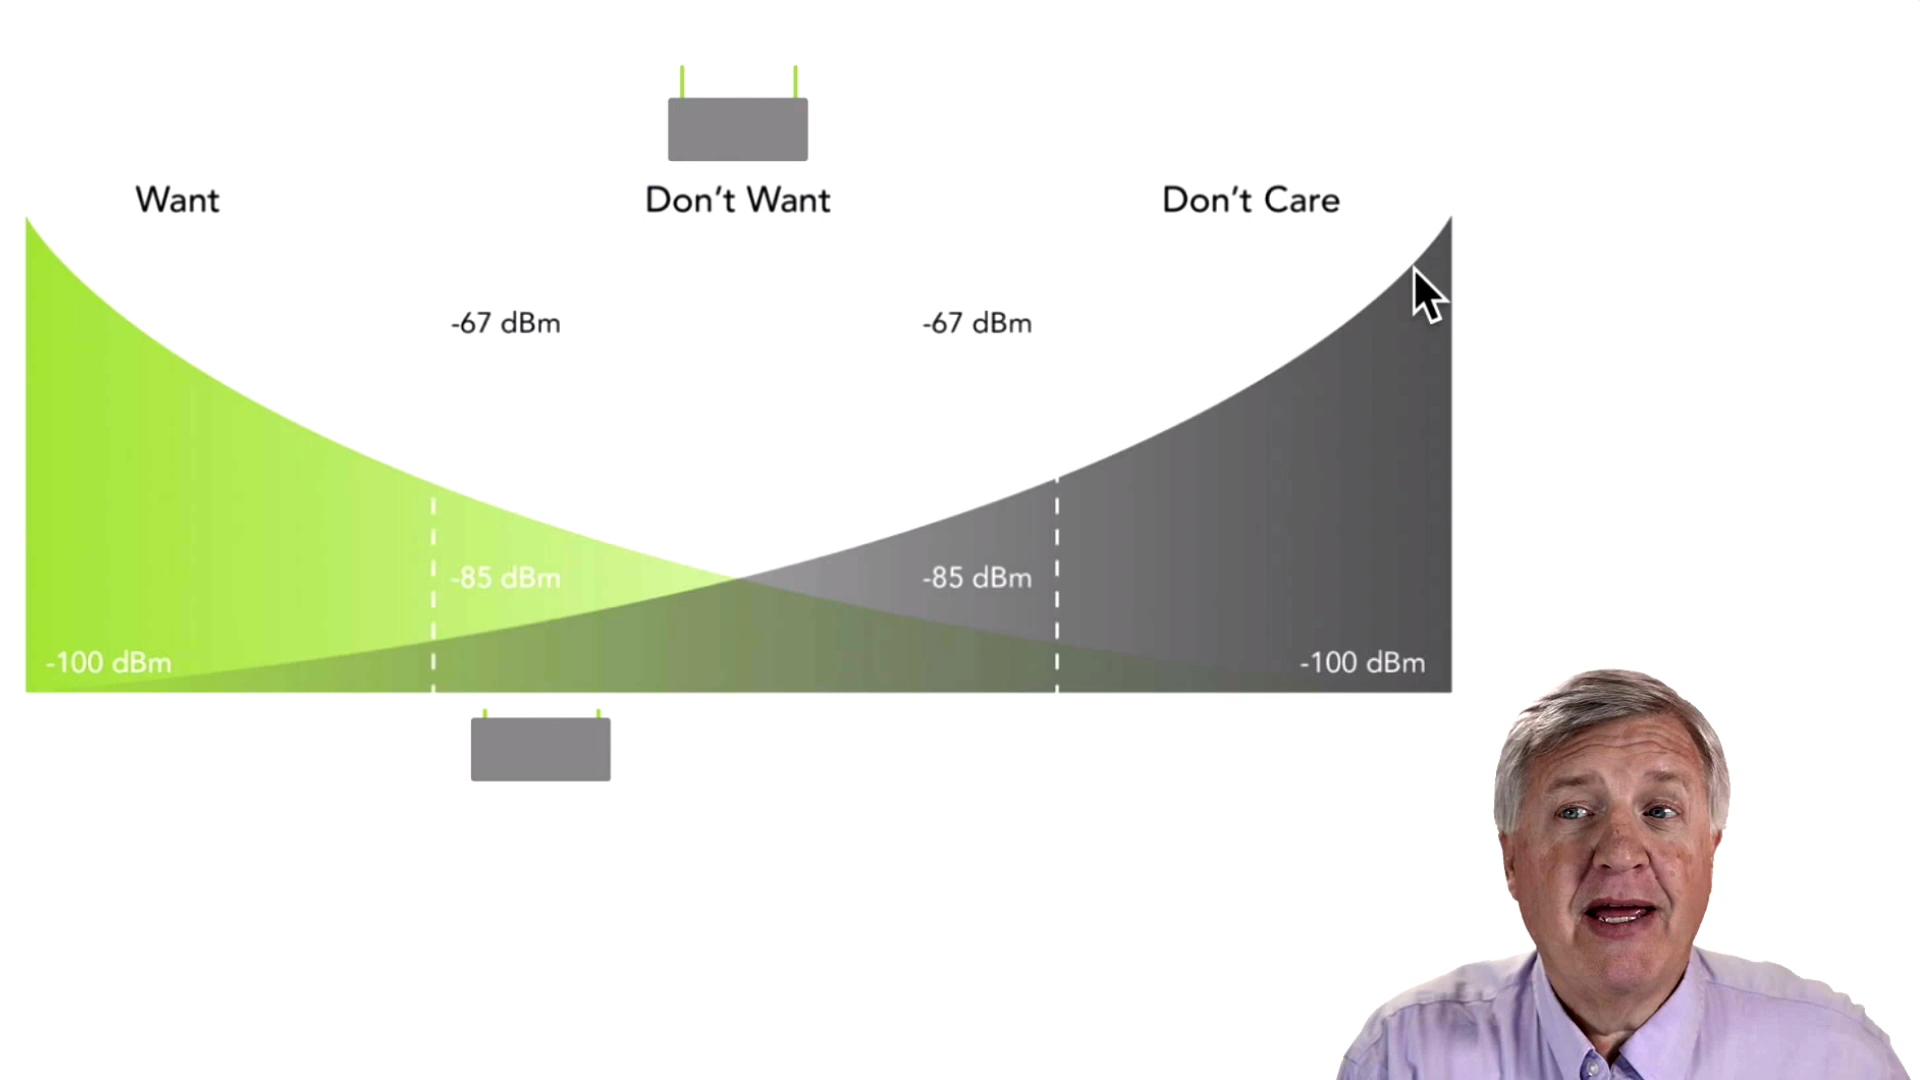 Want
Don't Want
Don't Care
-67 dBm
-67 dBm
-85 dBm
-85 dBm
-100 dBm
-100 dBm